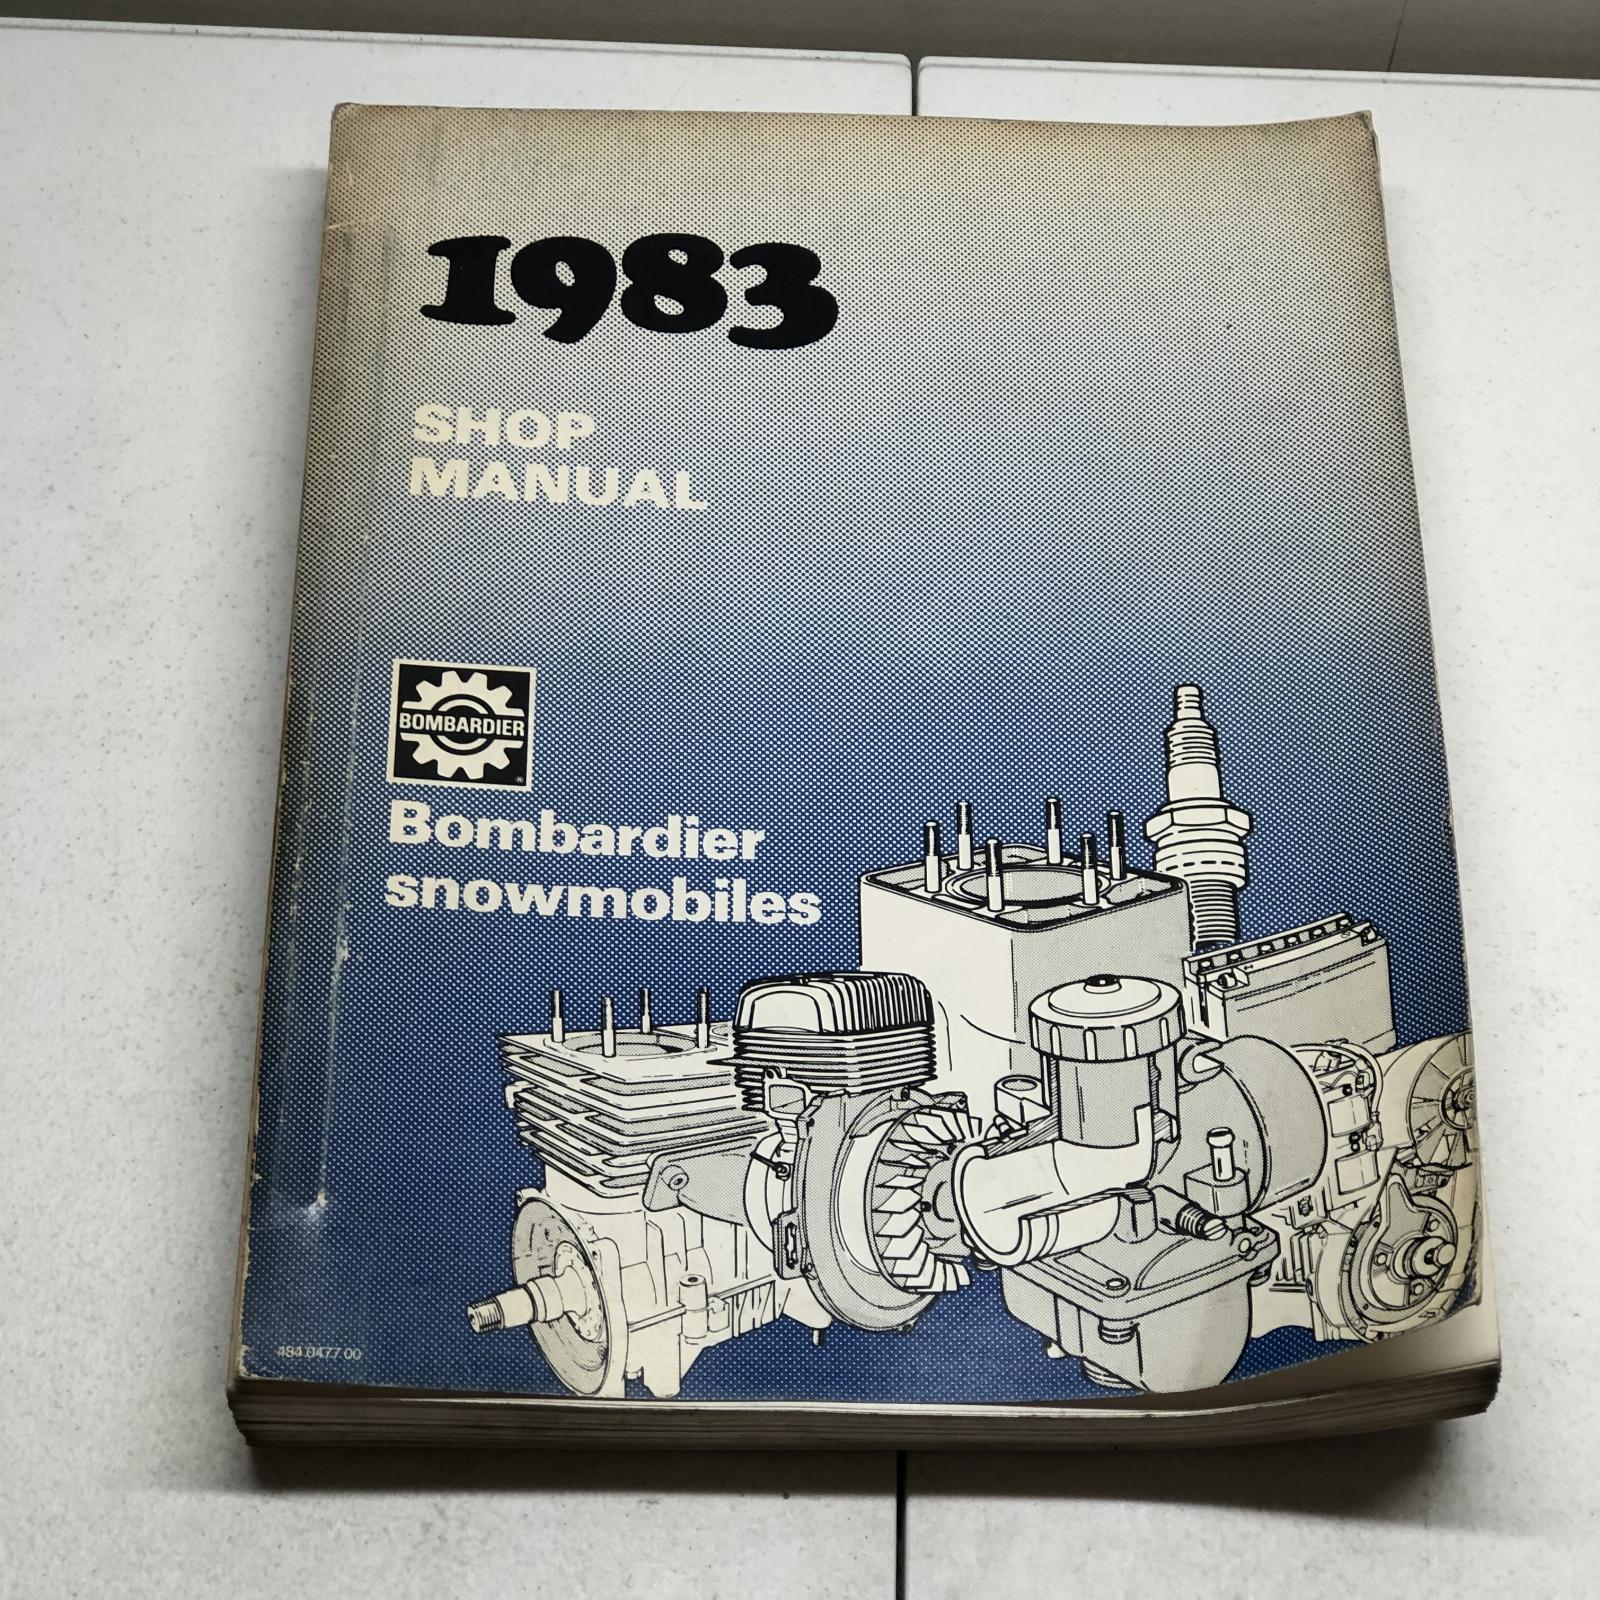 1983
SHOP
MANUAL
BOMBARDIER
®
Bombardier
snowmobiles
484 0477 00